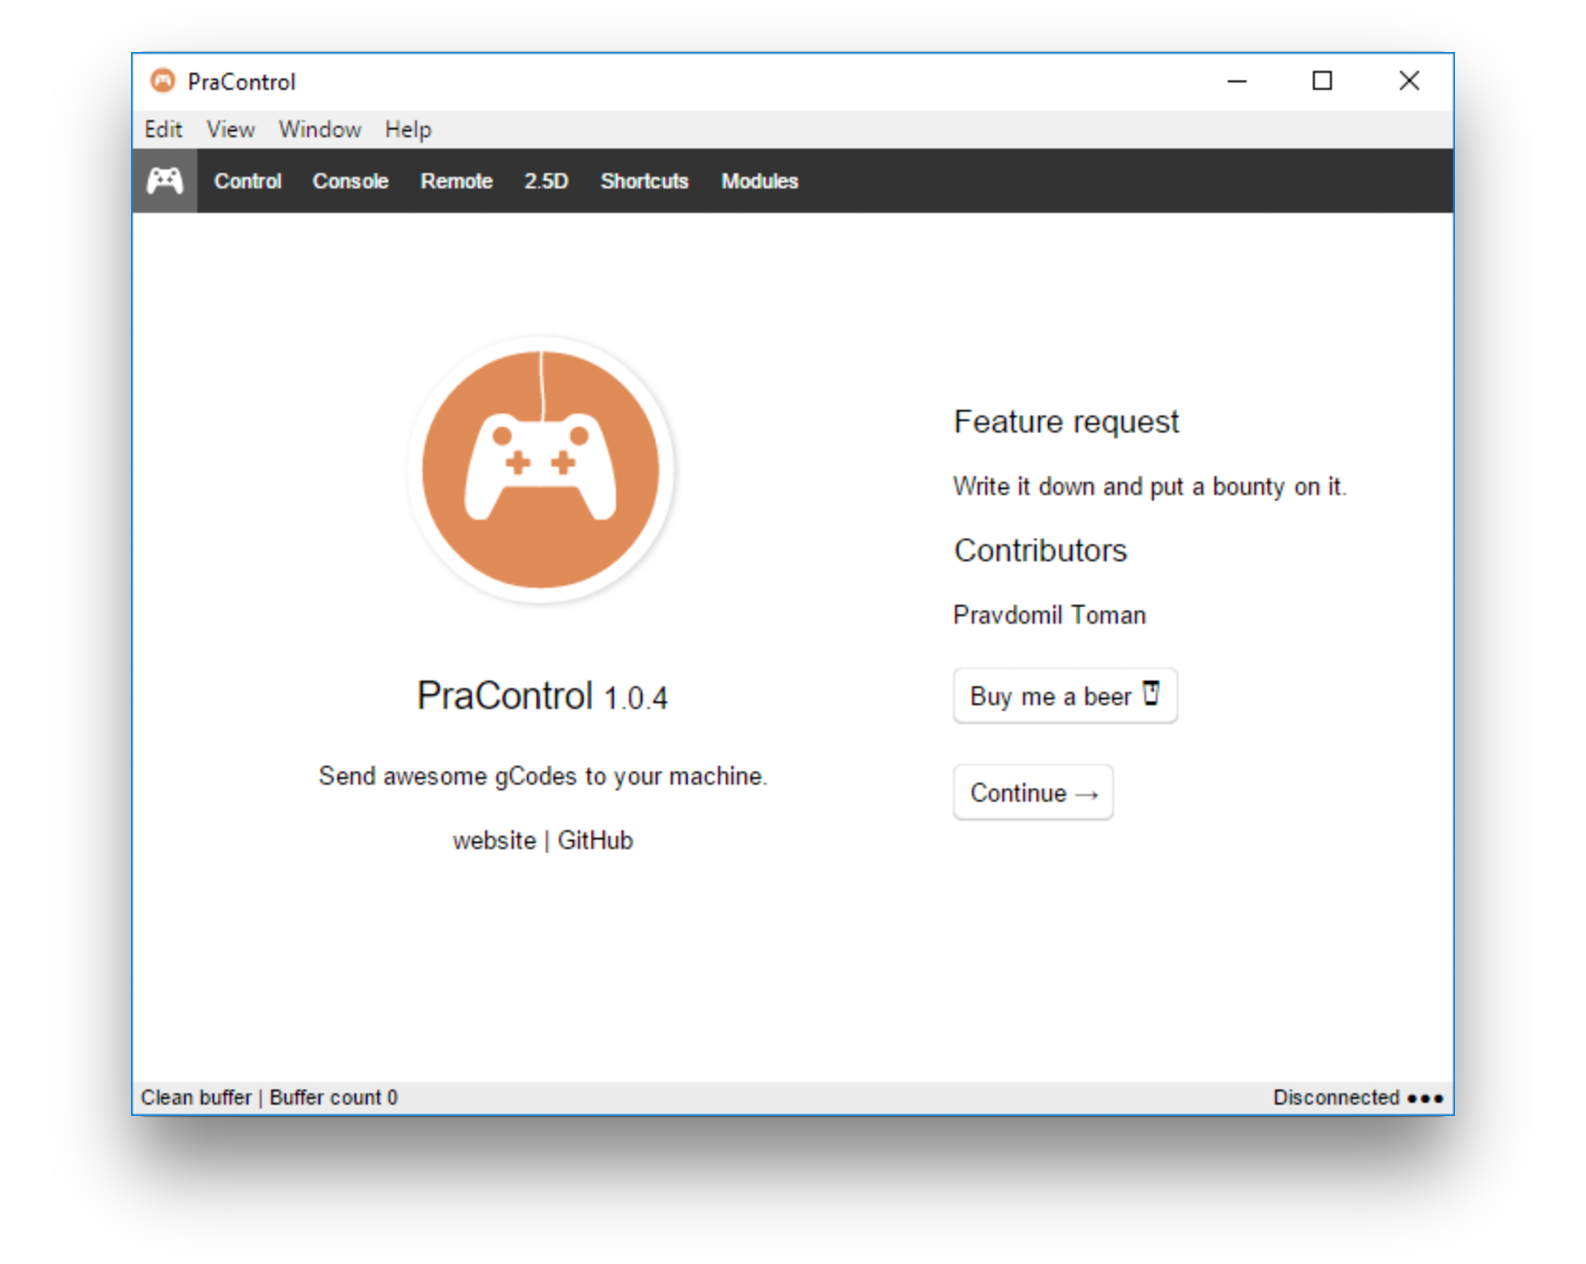 PraControl
Edit View Window Help
Control Console Remote 2.5D Shortcuts Modules
PraControl 1.0.4
Send awesome gCodes to your machine.
website | GitHub
Feature request
Write it down and put a bounty on it.
Contributors
Pravdomil Toman
Buy me a beer
Continue →
Clean buffer | Buffer count 0
Disconnected ●●●